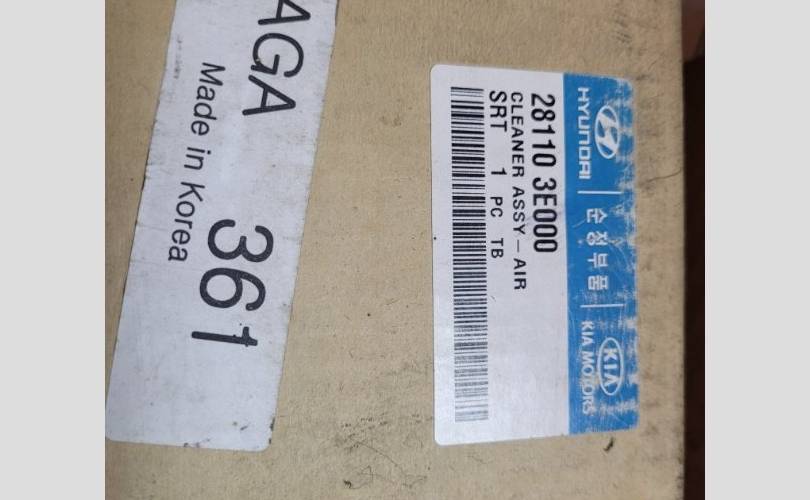 AGA 361
Made in Korea
HYUNDAI 순정부품 KIA KIA MOTORS
28110 3E000
CLEANER ASSY-AIR
SRT 1 PC TB